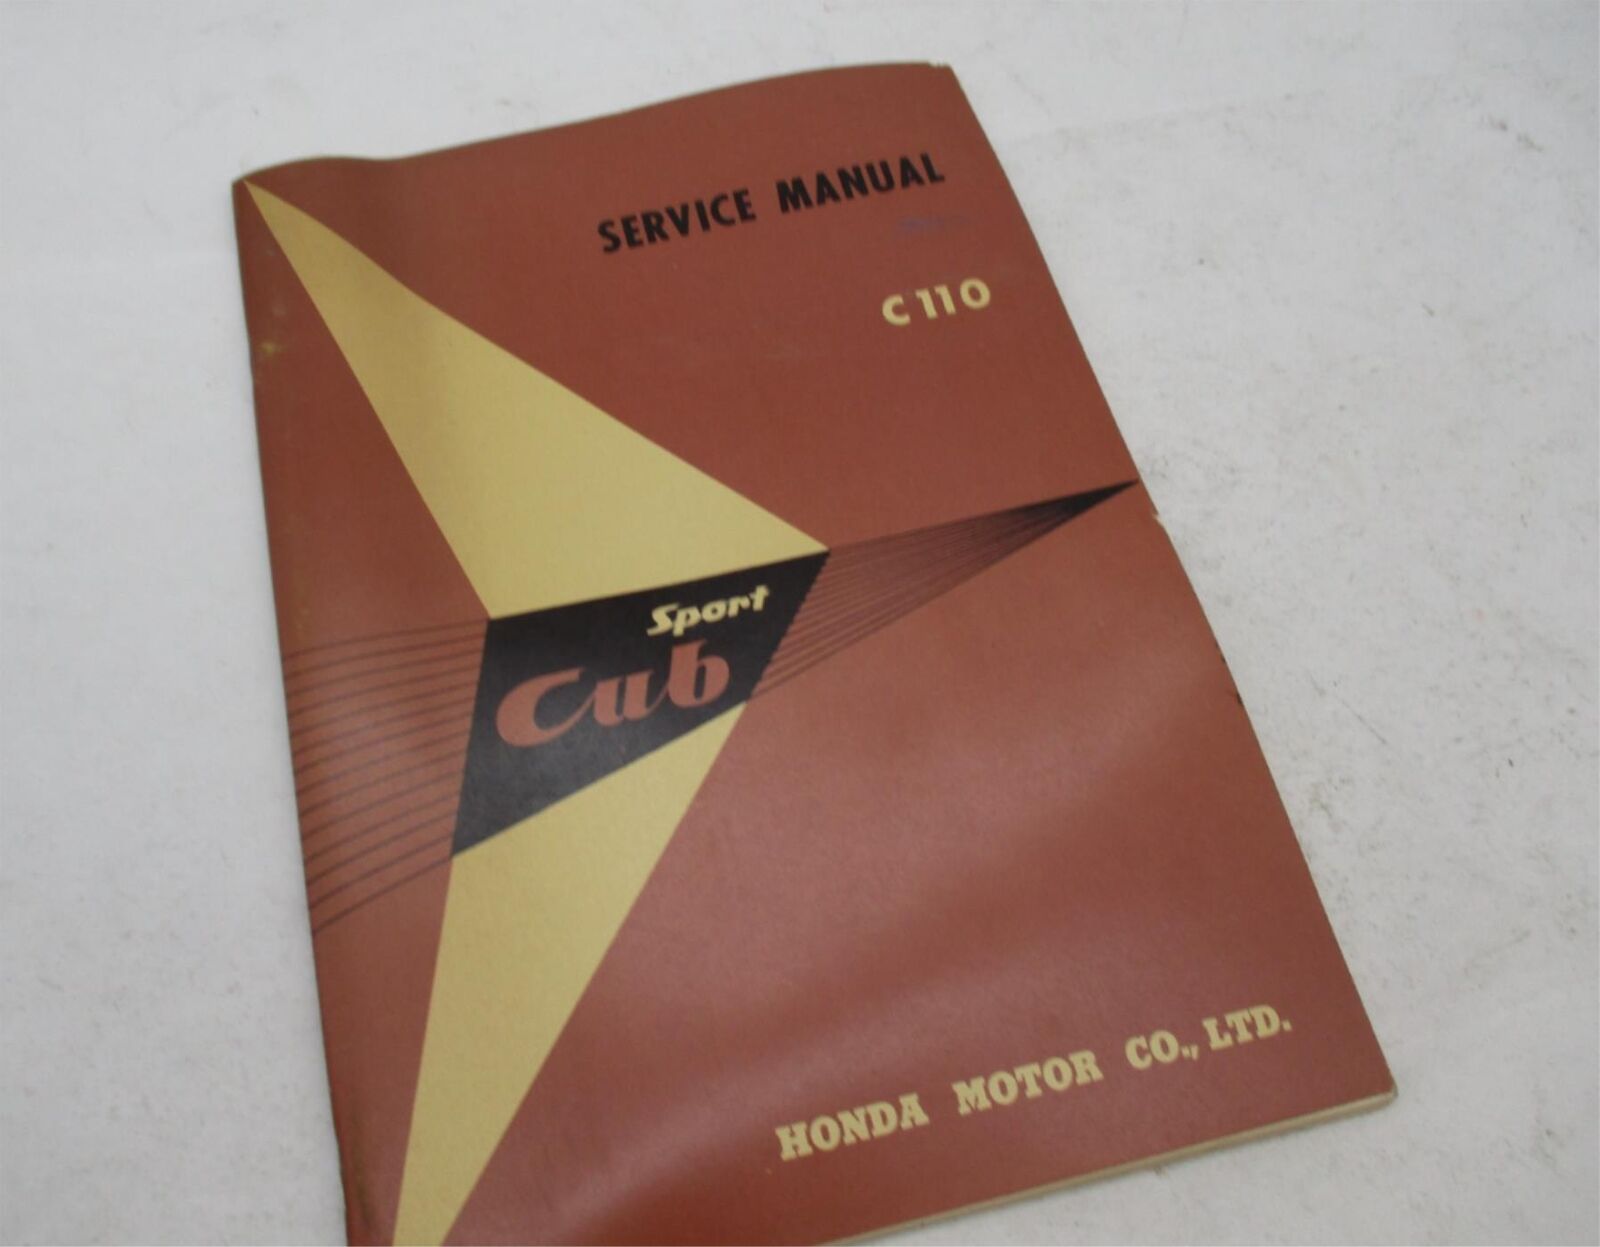 SERVICE MANUAL
C110
Sport
Cub
HONDA MOTOR CO., LTD.